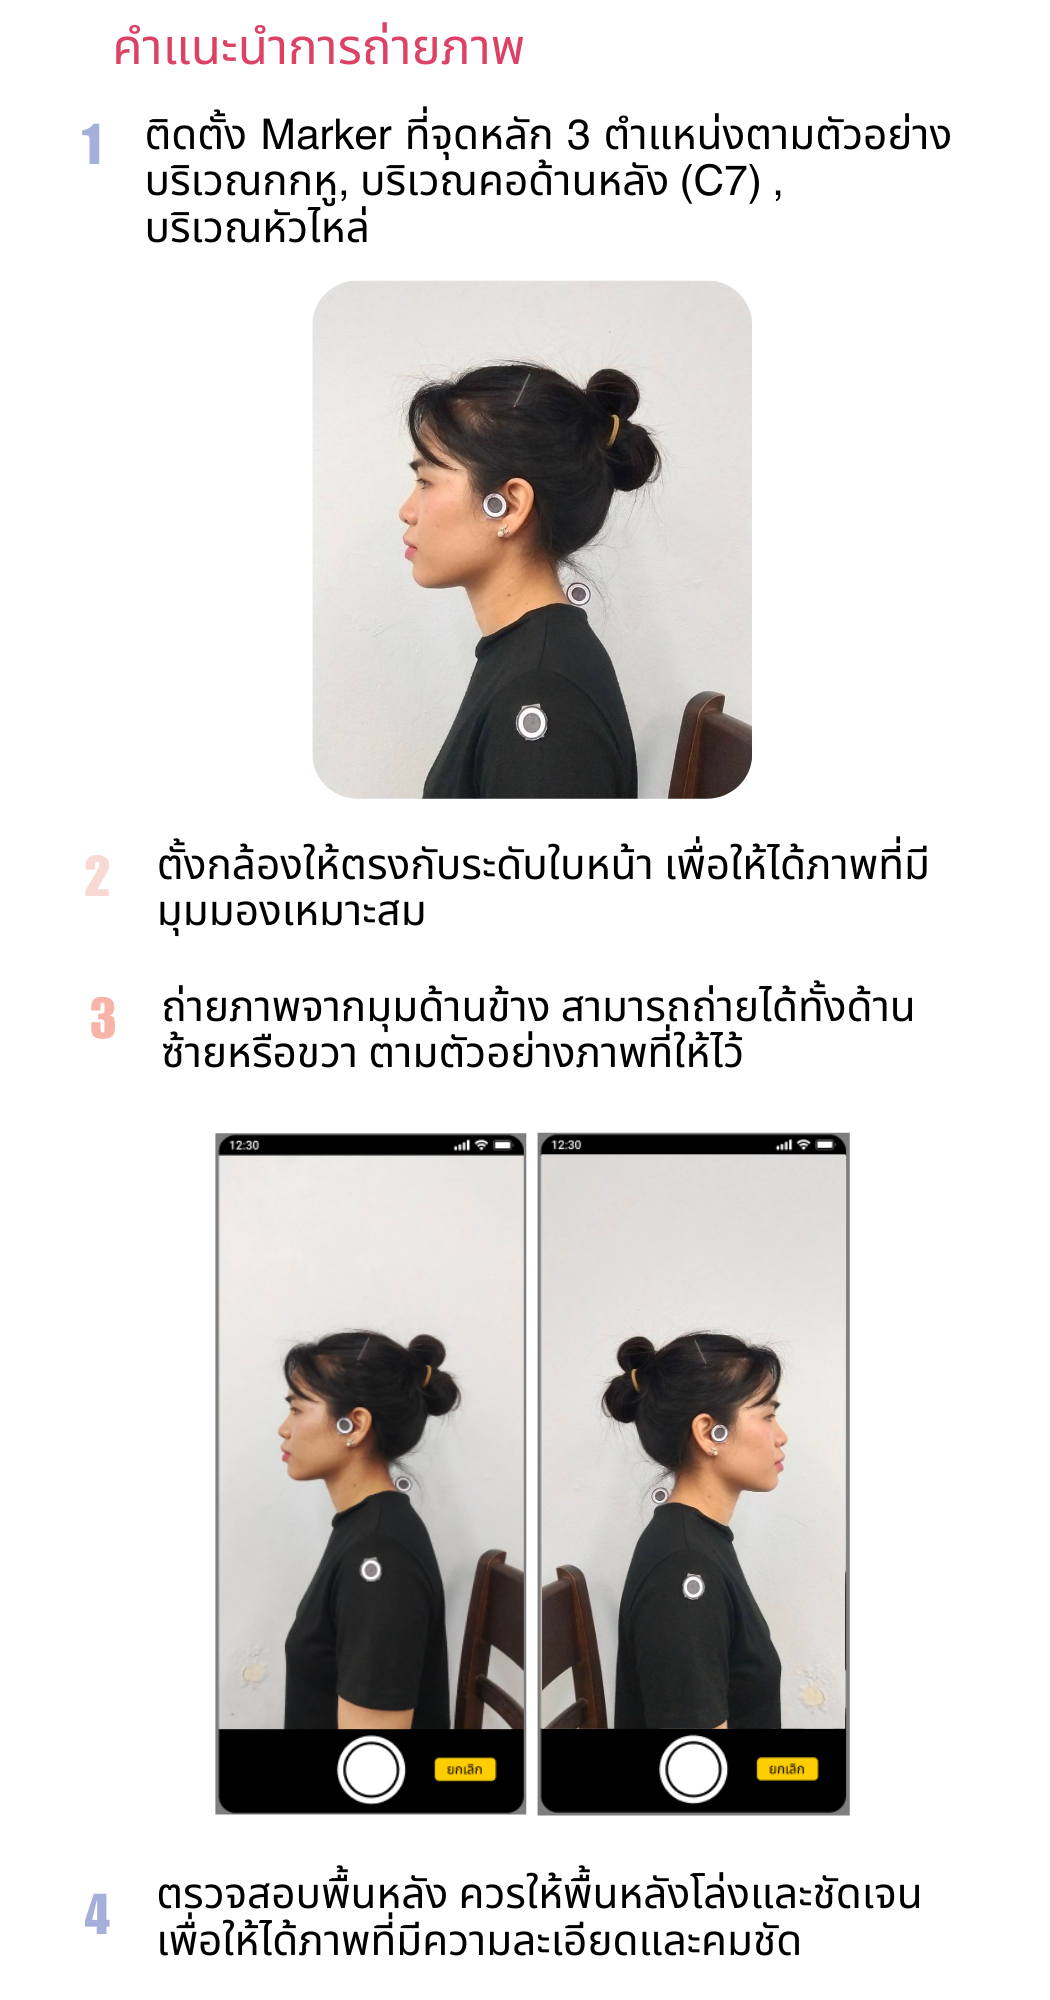 คำแนะนำการถ่ายภาพ
1
ติดตั้ง Marker ที่จุดหลัก 3 ตำแหน่งตามตัวอย่าง
บริเวณกกหู, บริเวณคอด้านหลัง (C7) ,
บริเวณหัวไหล่
2
ตั้งกล้องให้ตรงกับระดับใบหน้า เพื่อให้ได้ภาพที่มี
มุมมองเหมาะสม
3
ถ่ายภาพจากมุมด้านข้าง สามารถถ่ายได้ทั้งด้าน
ซ้ายหรือขวา ตามตัวอย่างภาพที่ให้ไว้
12:30
12:30
ยกเลิก
ยกเลิก
4
ตรวจสอบพื้นหลัง ควรให้พื้นหลังโล่งและชัดเจน
เพื่อให้ได้ภาพที่มีความละเอียดและคมชัด